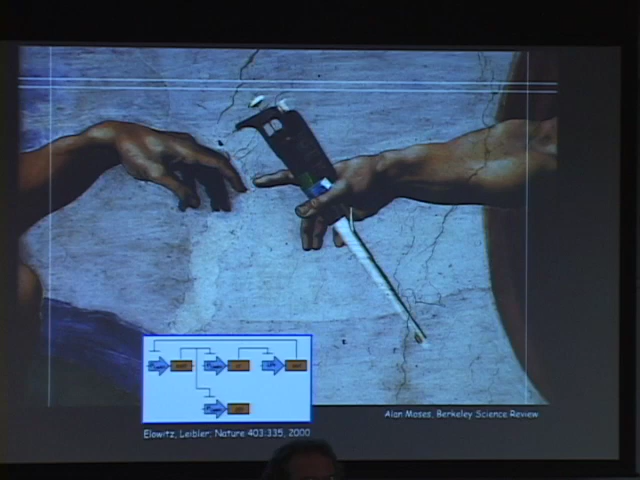 Alan Moses, Berkeley Science Review
Elowitz, Leibler, Nature 403:335, 2000